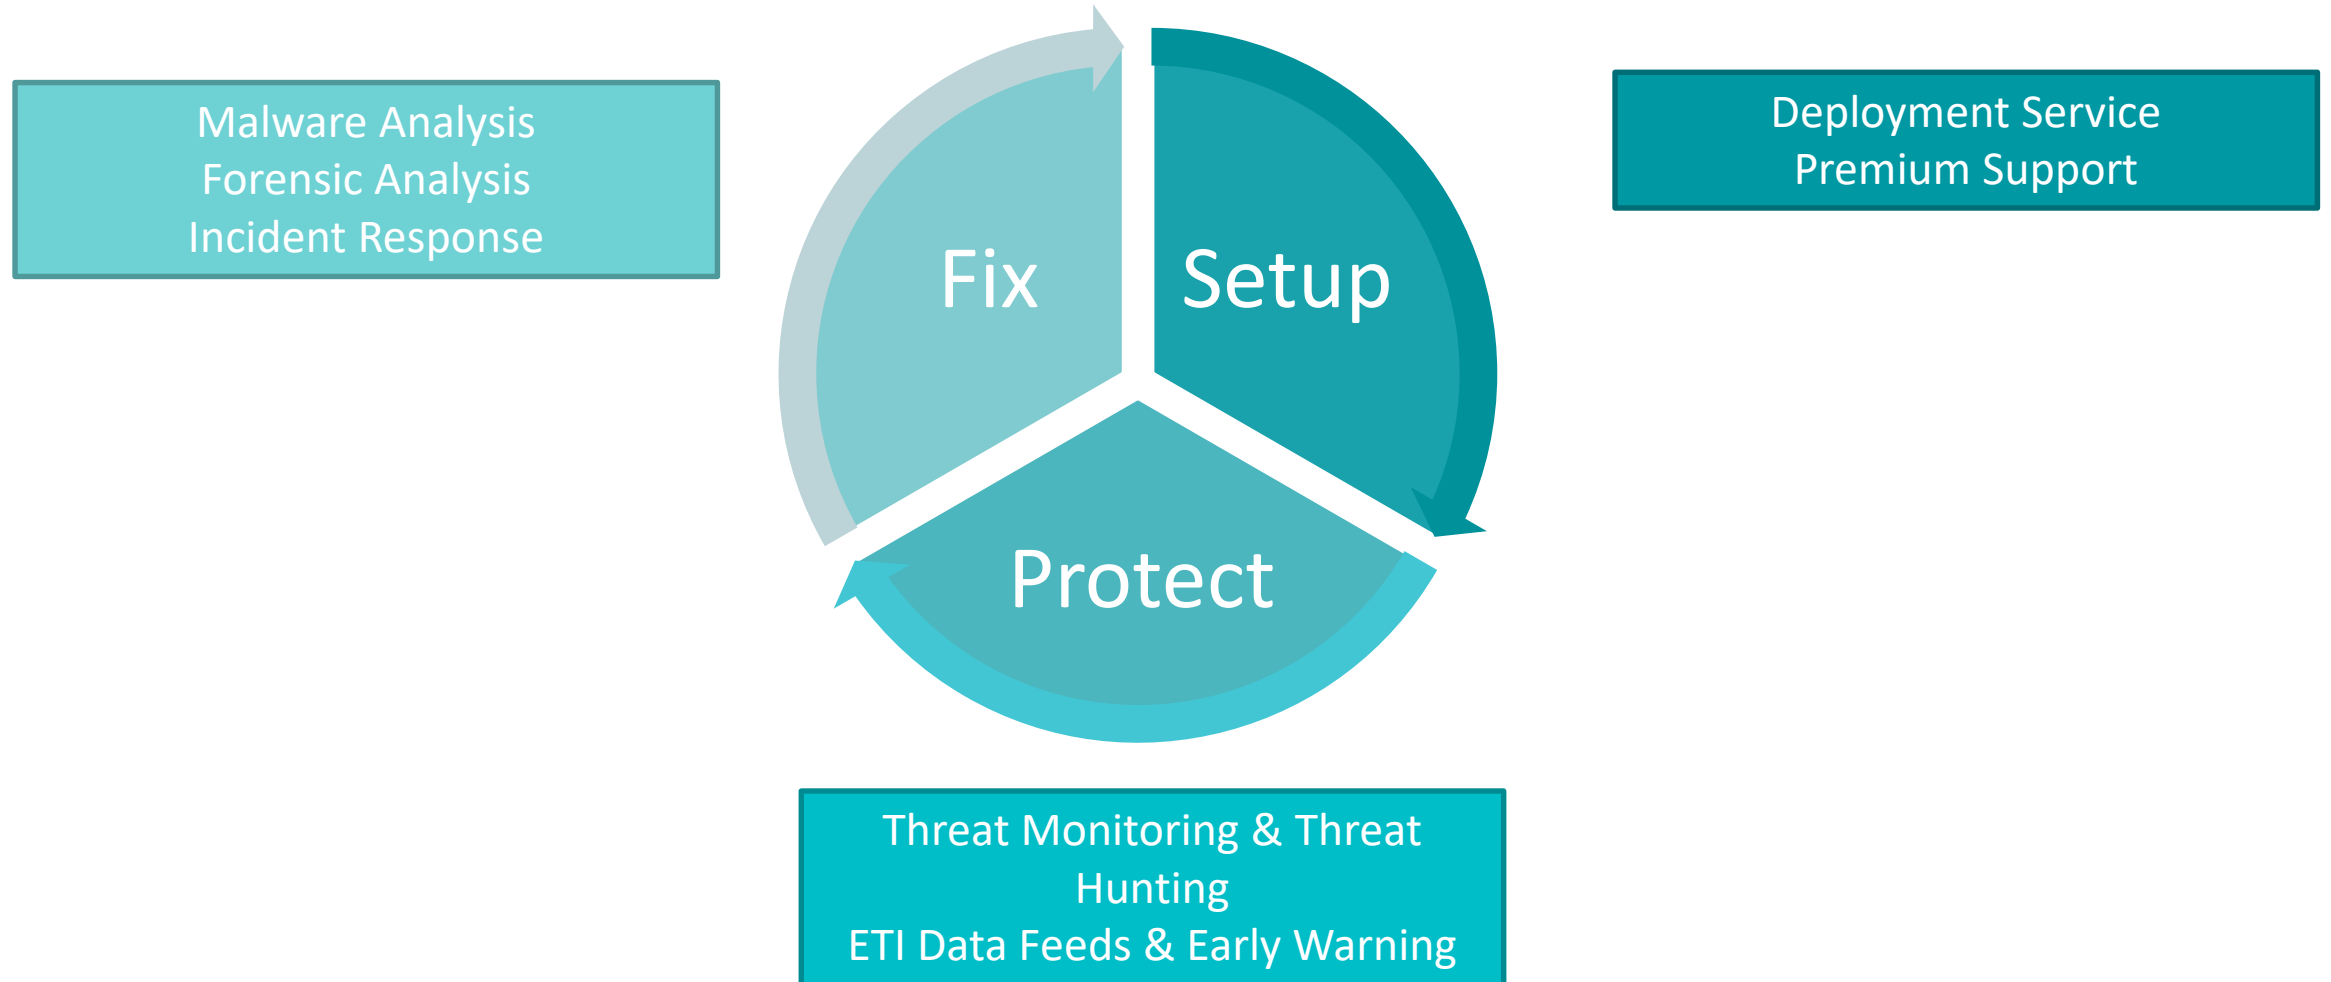 Malware Analysis
Forensic Analysis
Incident Response
Deployment Service
Premium Support
Fix
Setup
Protect
Threat Monitoring & Threat
Hunting
ETI Data Feeds & Early Warning